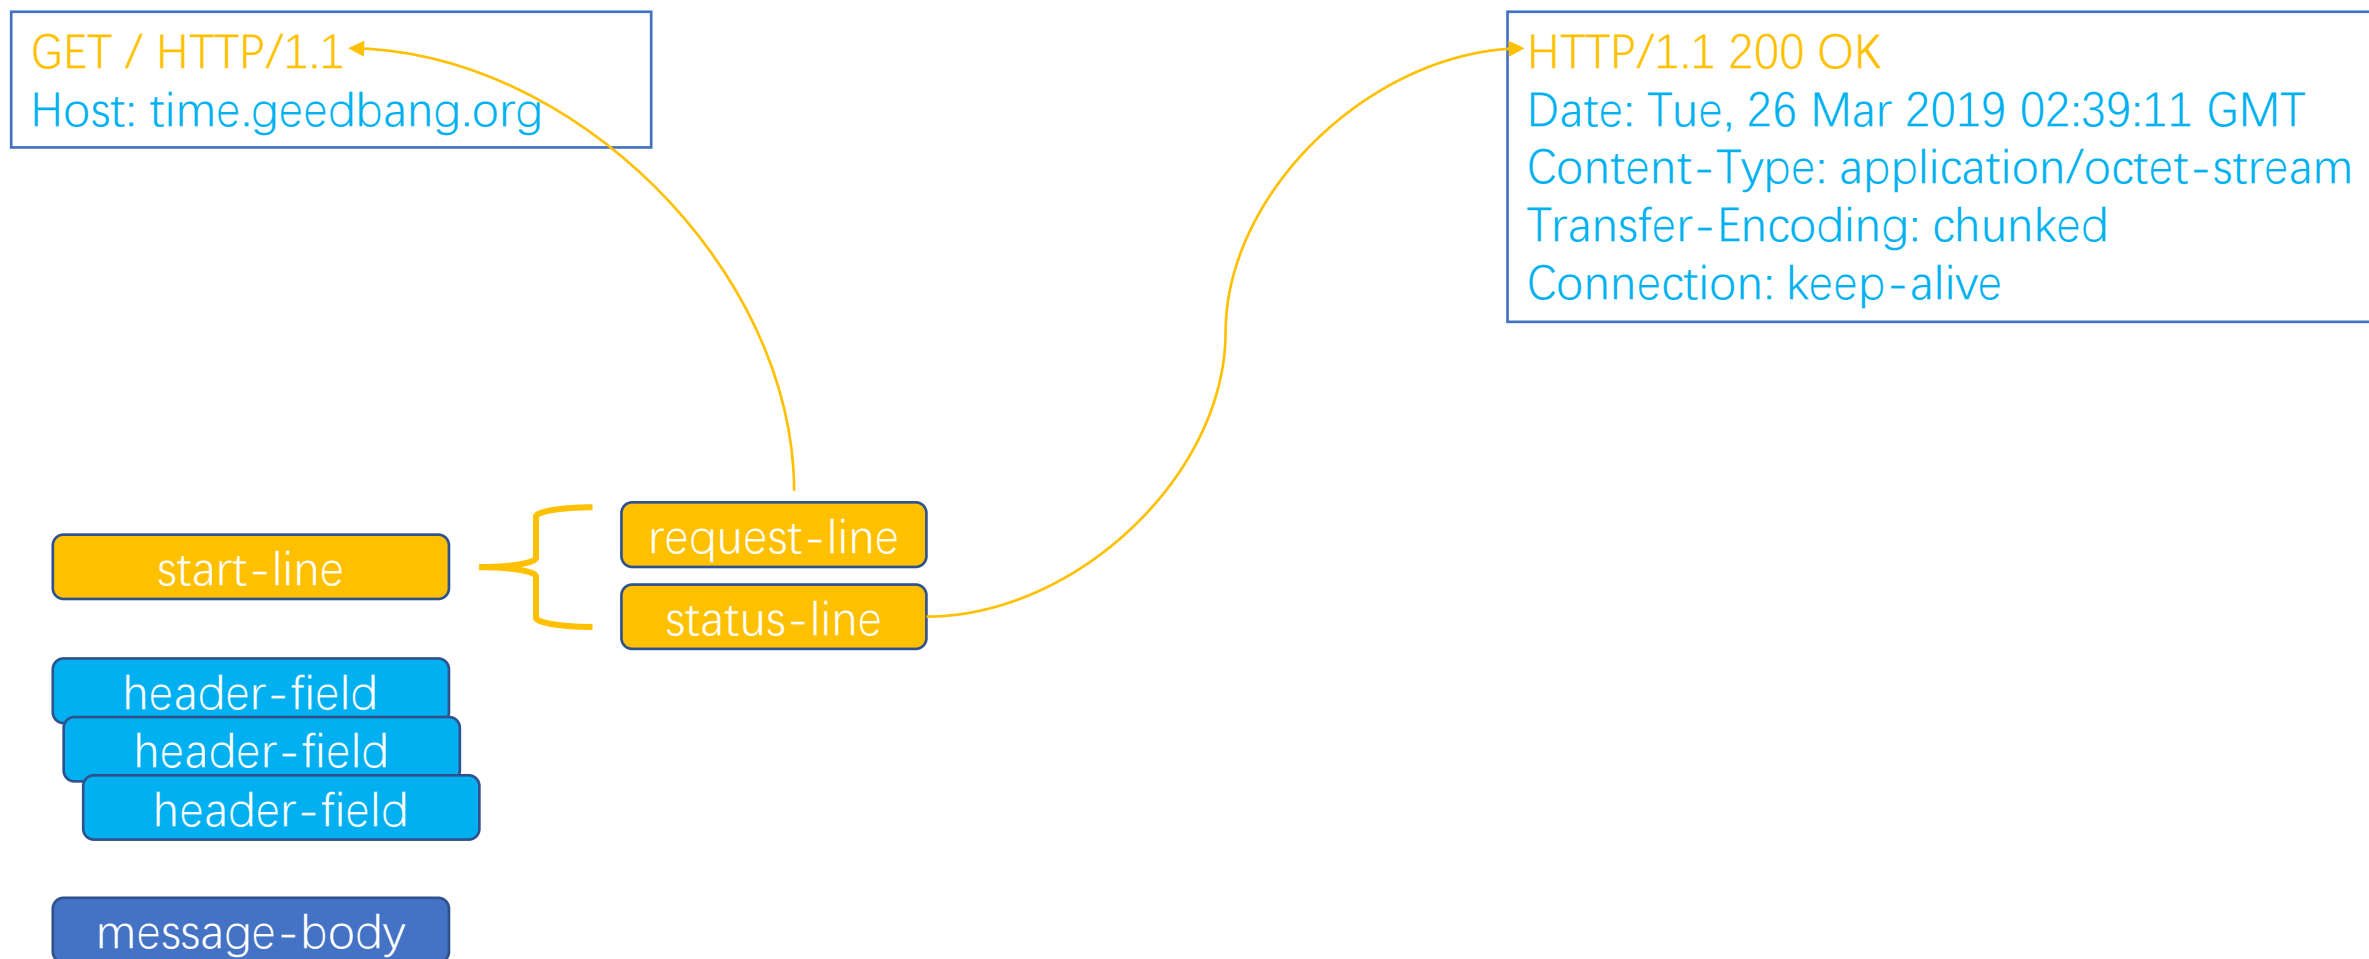 GET / HTTP/1.1
Host: time.geedbang.org
HTTP/1.1 200 OK
Date: Tue, 26 Mar 2019 02:39:11 GMT
Content-Type: application/octet-stream
Transfer-Encoding: chunked
Connection: keep-alive
start-line
request-line
status-line
header-field
header-field
header-field
message-body